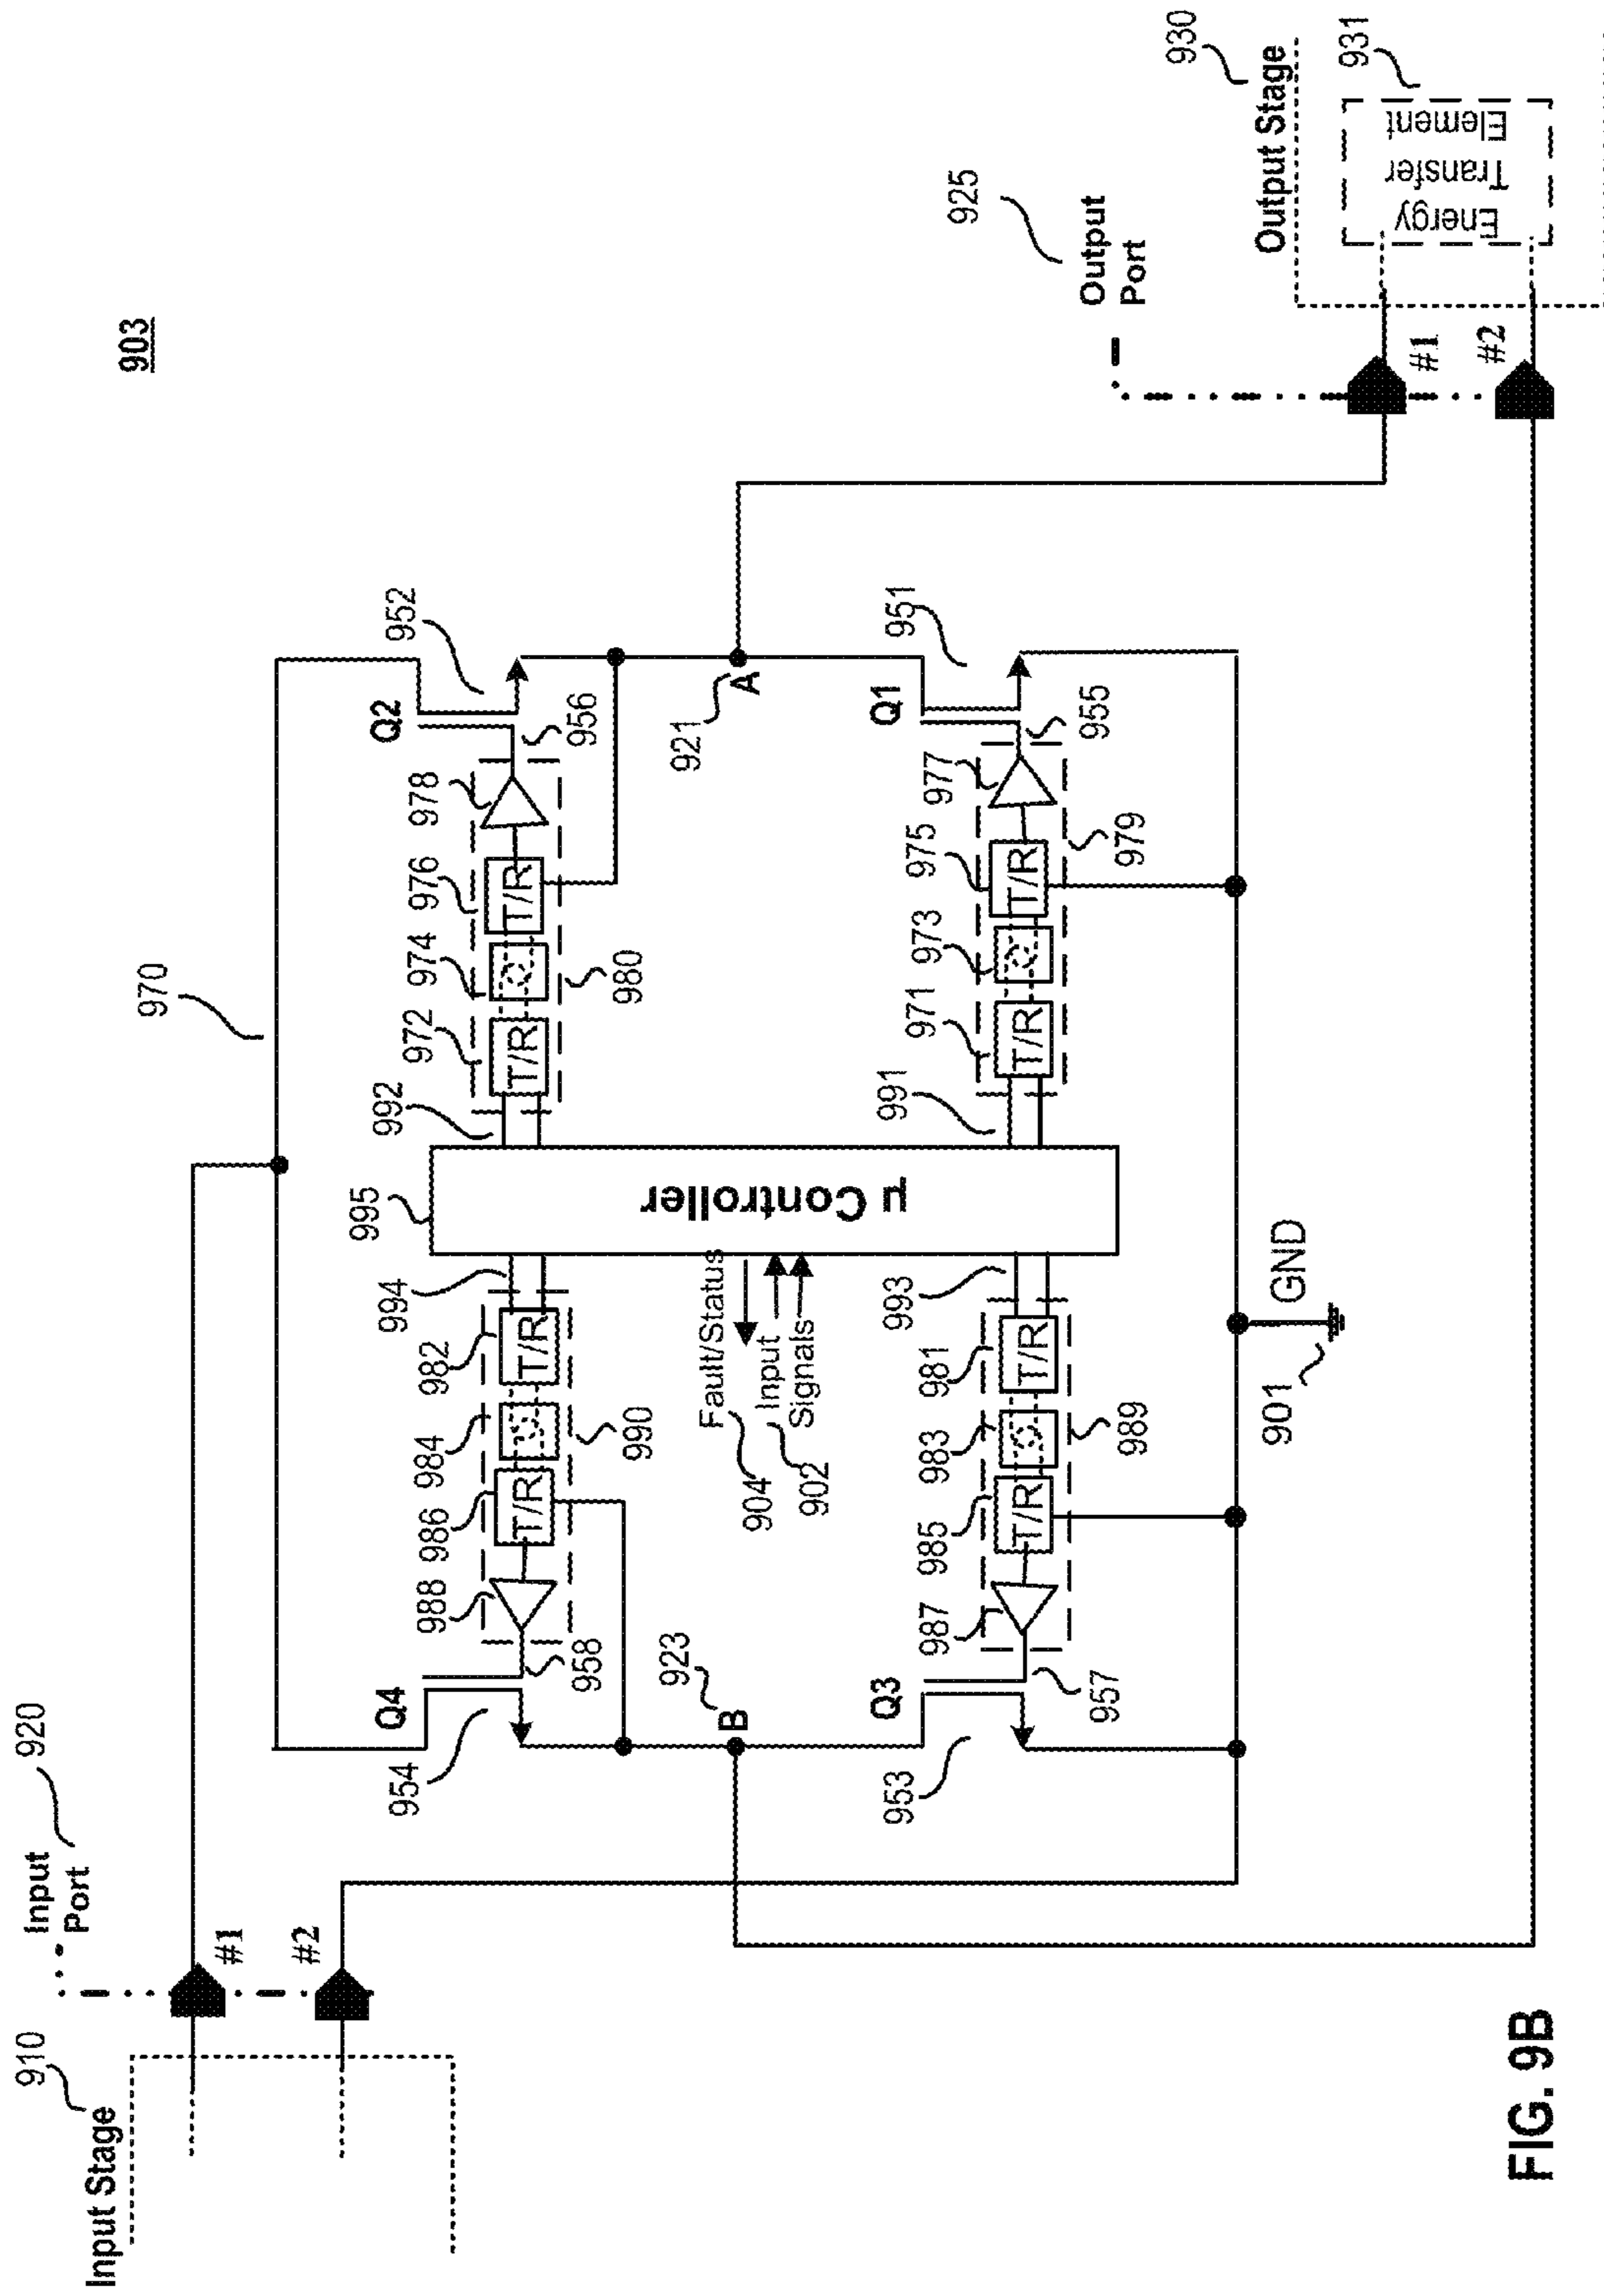 903
Input Stage
910
Input
Port
920
#1
#2
970
Q4
954
958
988
986
984
982
990
994
995
µ Controller
992
972
974
976
978
980
T/R
T/R
T/R
T/R
956
Q2
952
B
923
Fault/Status
904
Input
Signals
902
921
A
Q3
953
957
987
985
983
981
989
993
991
971
973
975
977
979
T/R
T/R
T/R
T/R
955
Q1
951
901
GND
Output
Port
925
#1
#2
Output Stage
930
Energy
Transfer
Element
931
FIG. 9B